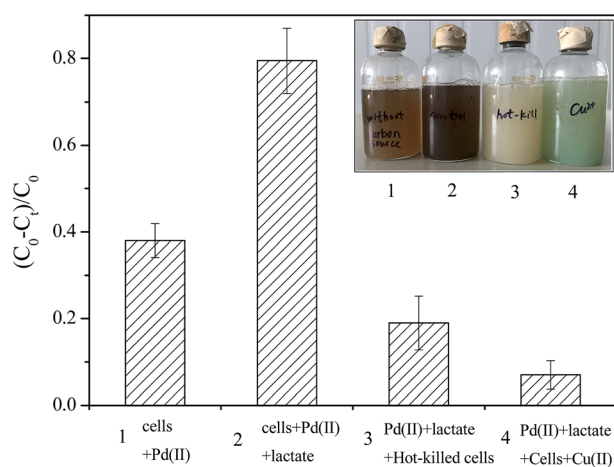 0.8
0.6
0.4
0.2
0.0
((C0-Ct)/C0
without
carbon
source
control
hot-kill
Cu2+
1 2 3 4
1 cells
+Pd(II)
2 cells+Pd(II)
+lactate
3 Pd(II)+lactate
+Hot-killed cells
4 Pd(II)+lactate
+Cells+Cu(II)